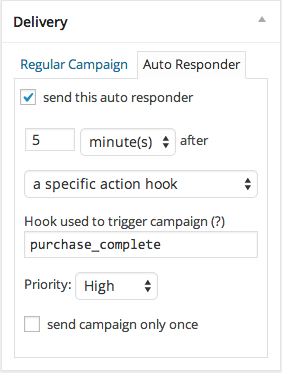 Delivery
Regular Campaign Auto Responder
send this auto responder
5 minute(s) after
a specific action hook
Hook used to trigger campaign (?)
purchase_complete
Priority: High
send campaign only once